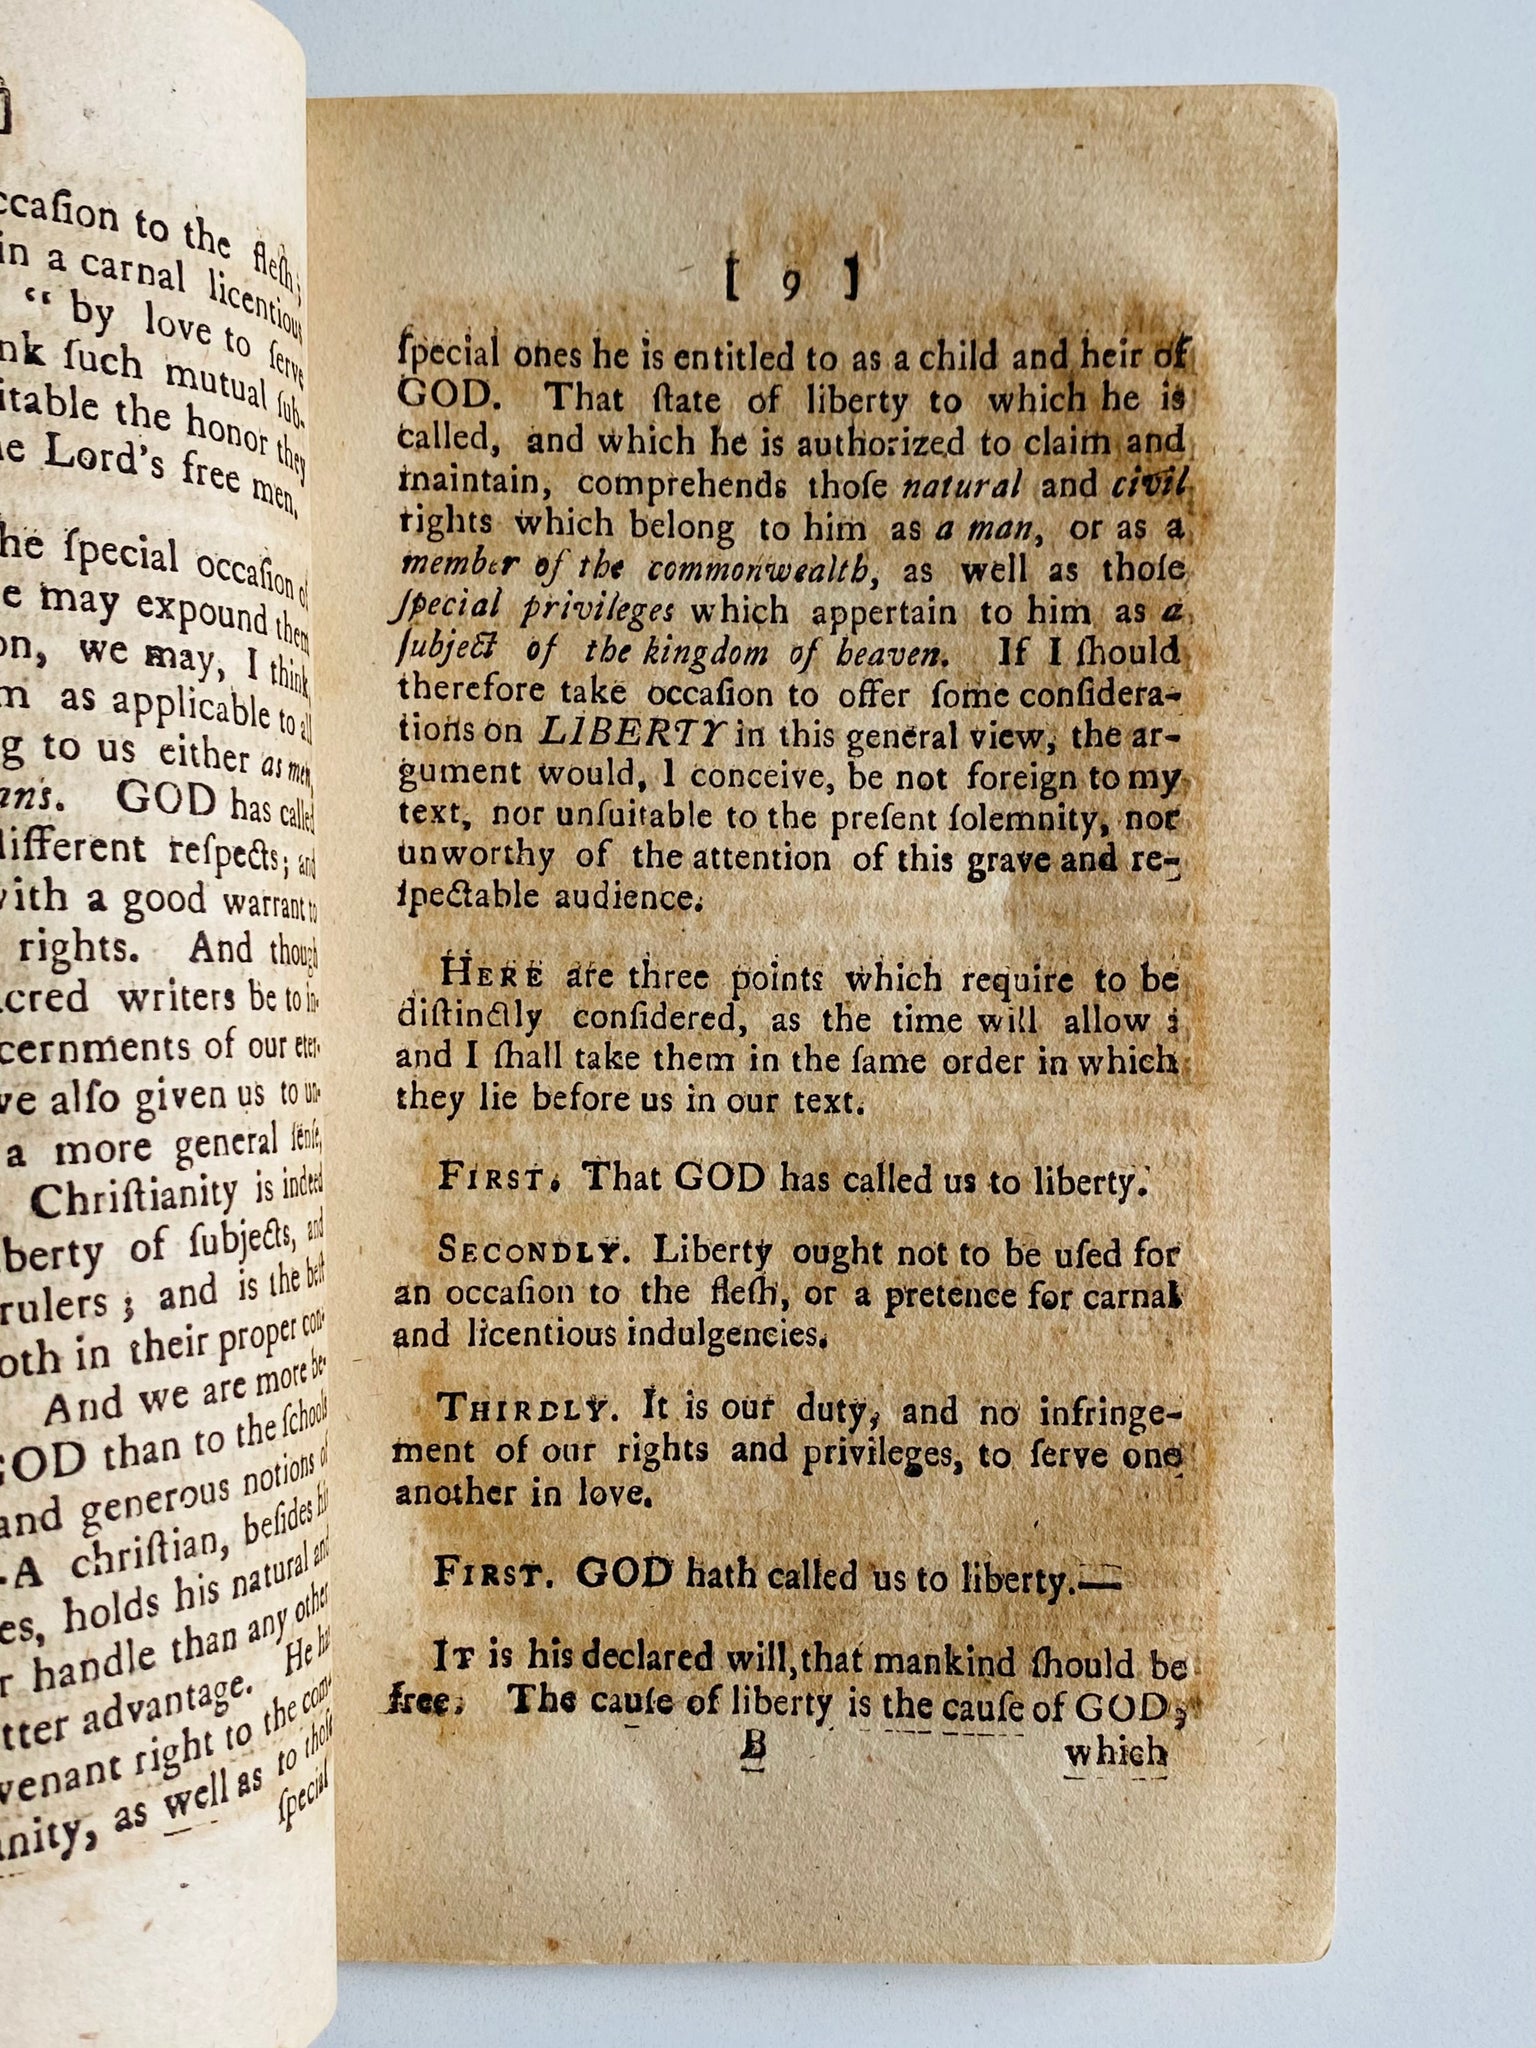 ccaſion to the fleſh;
in a carnal licentious
“ by love to ſerve
nk ſuch mutual ſub-
itable the honor they
e Lord's free men.
he ſpecial occaſion of
e may expound them
on, we may, I think,
m as applicable to all
g to us either as men,
ans. GOD has called
ifferent reſpects; and
vith a good warrant to
rights. And though
acred writers be to in-
cernments of our eter-
ve alſo given us to un-
a more general ſenſe,
Chriſtianity is indeed
berty of ſubjects, and
rulers; and is the beſt
oth in their proper con-
And we are more be-
GOD than to the ſchools
and generous notions of
-A chriſtian, beſides his
es, holds his natural and
r handle than any other
tter advantage. He has
venant right to the com-
anity, as well as to thoſe
ſpecial
[ 9 ]
ſpecial ones he is entitled to as a child and heir of
GOD. That ſtate of liberty to which he is
called, and which he is authorized to claim and
maintain, comprehends thoſe natural and civil
rights which belong to him as a man, or as a
member of the commonwealth, as well as thoſe
ſpecial privileges which appertain to him as a
ſubject of the kingdom of heaven. If I ſhould
therefore take occaſion to offer ſome conſidera-
tions on LIBERTY in this general view, the ar-
gument would, I conceive, be not foreign to my
text, nor unſuitable to the preſent ſolemnity, nor
unworthy of the attention of this grave and re-
ſpectable audience.
HERE are three points which require to be
diſtinctly conſidered, as the time will allow;
and I ſhall take them in the ſame order in which
they lie before us in our text.
FIRST. That GOD has called us to liberty.
SECONDLY. Liberty ought not to be uſed for
an occaſion to the fleſh, or a pretence for carnal
and licentious indulgencies.
THIRDLY. It is our duty, and no infringe-
ment of our rights and privileges, to ſerve one
another in love.
FIRST. GOD hath called us to liberty.—
IT is his declared will, that mankind ſhould be
free. The cauſe of liberty is the cauſe of GOD,
B
which